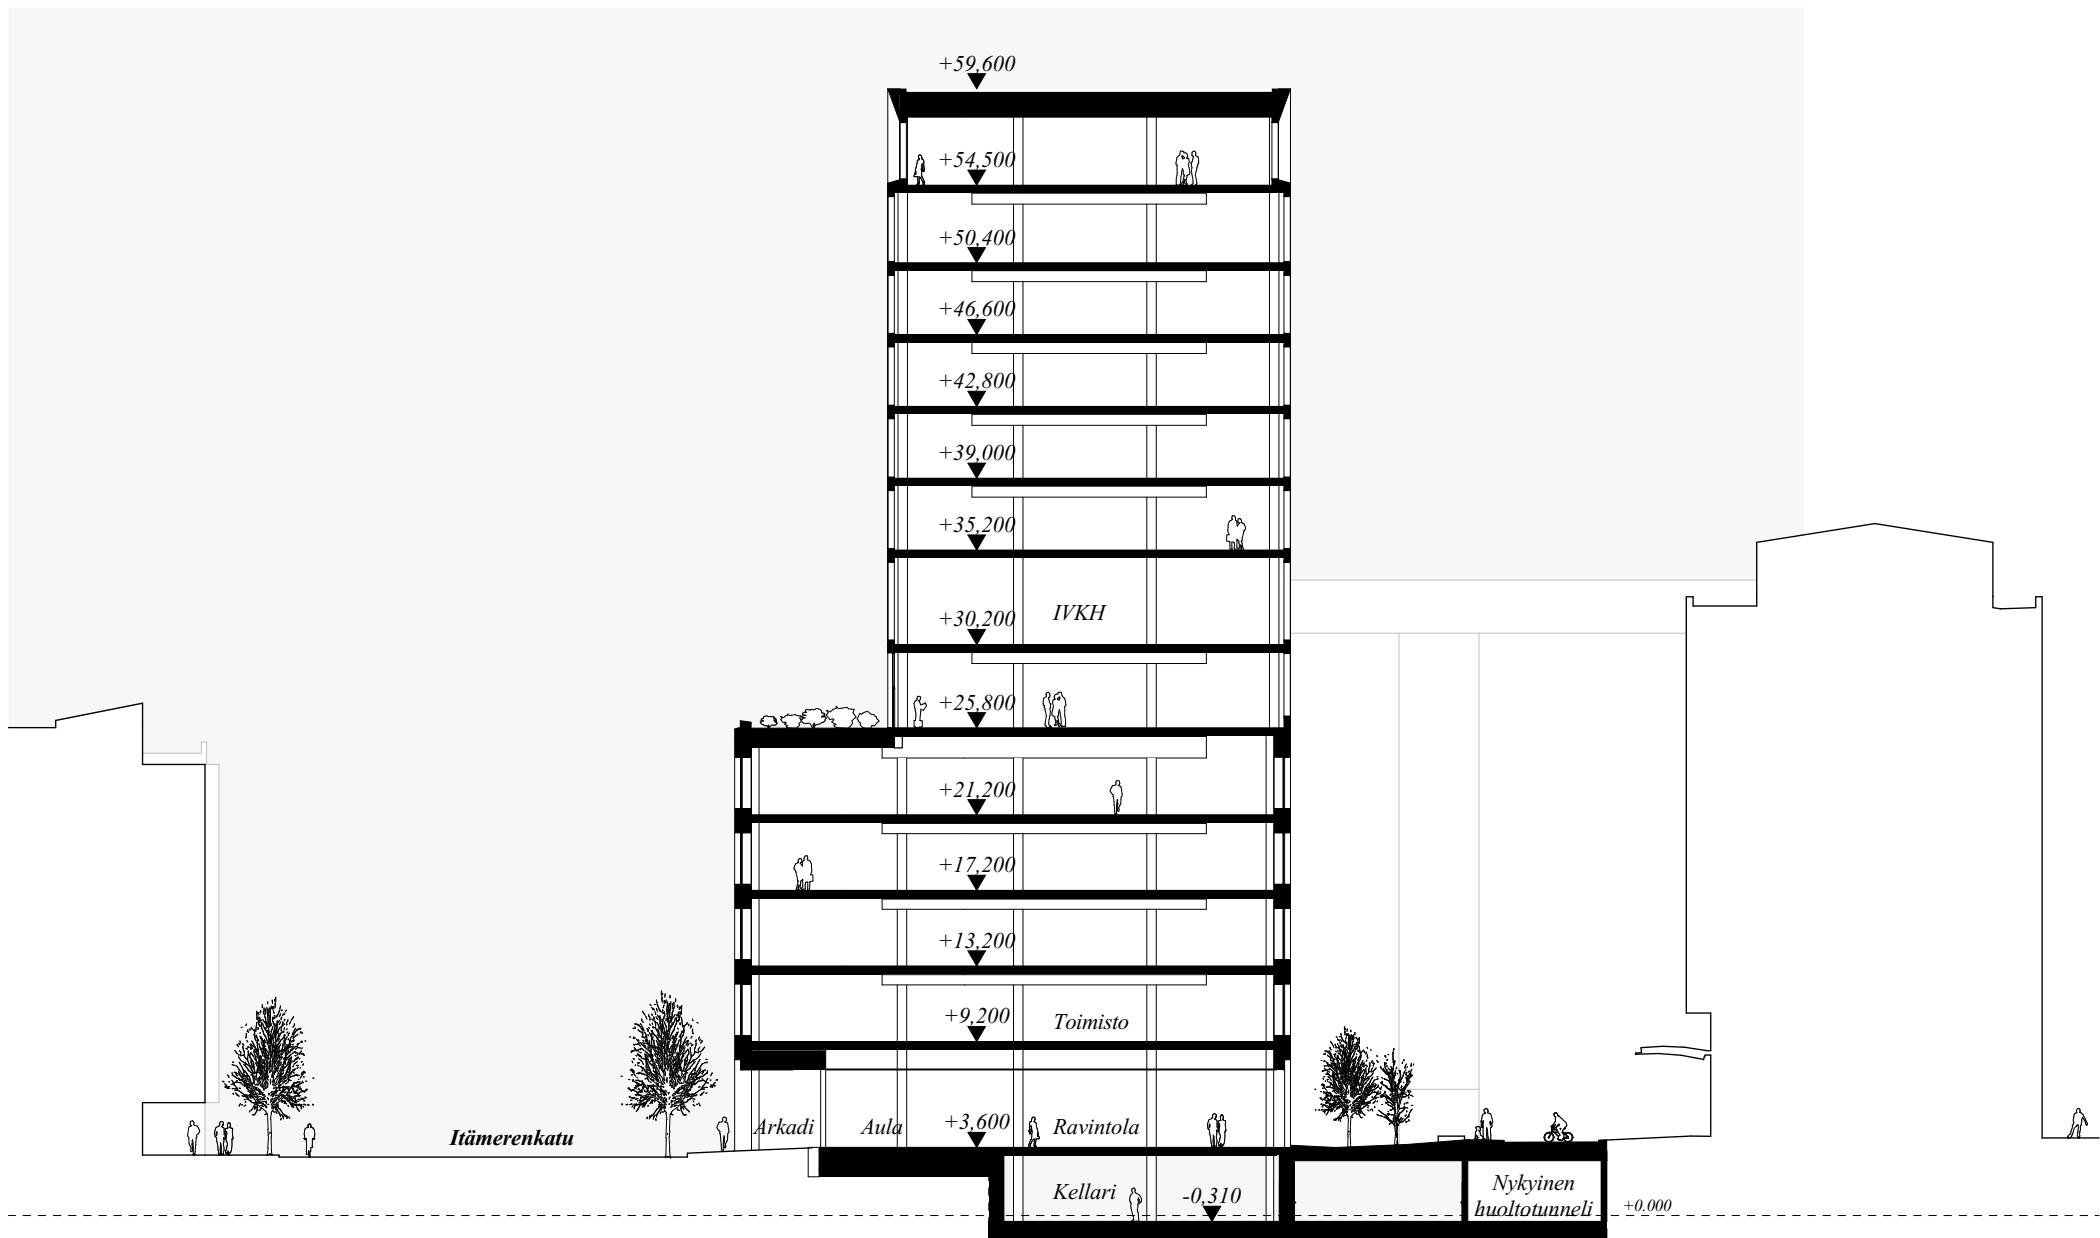 +59,600
+54,500
+50,400
+46,600
+42,800
+39,000
+35,200
+30,200
IVKH
+25,800
+21,200
+17,200
+13,200
+9,200
Toimisto
Itämerenkatu
Arkadi
Aula
+3,600
Ravintola
Kellari
-0,310
Nykyinen
huoltotunneli
+0.000